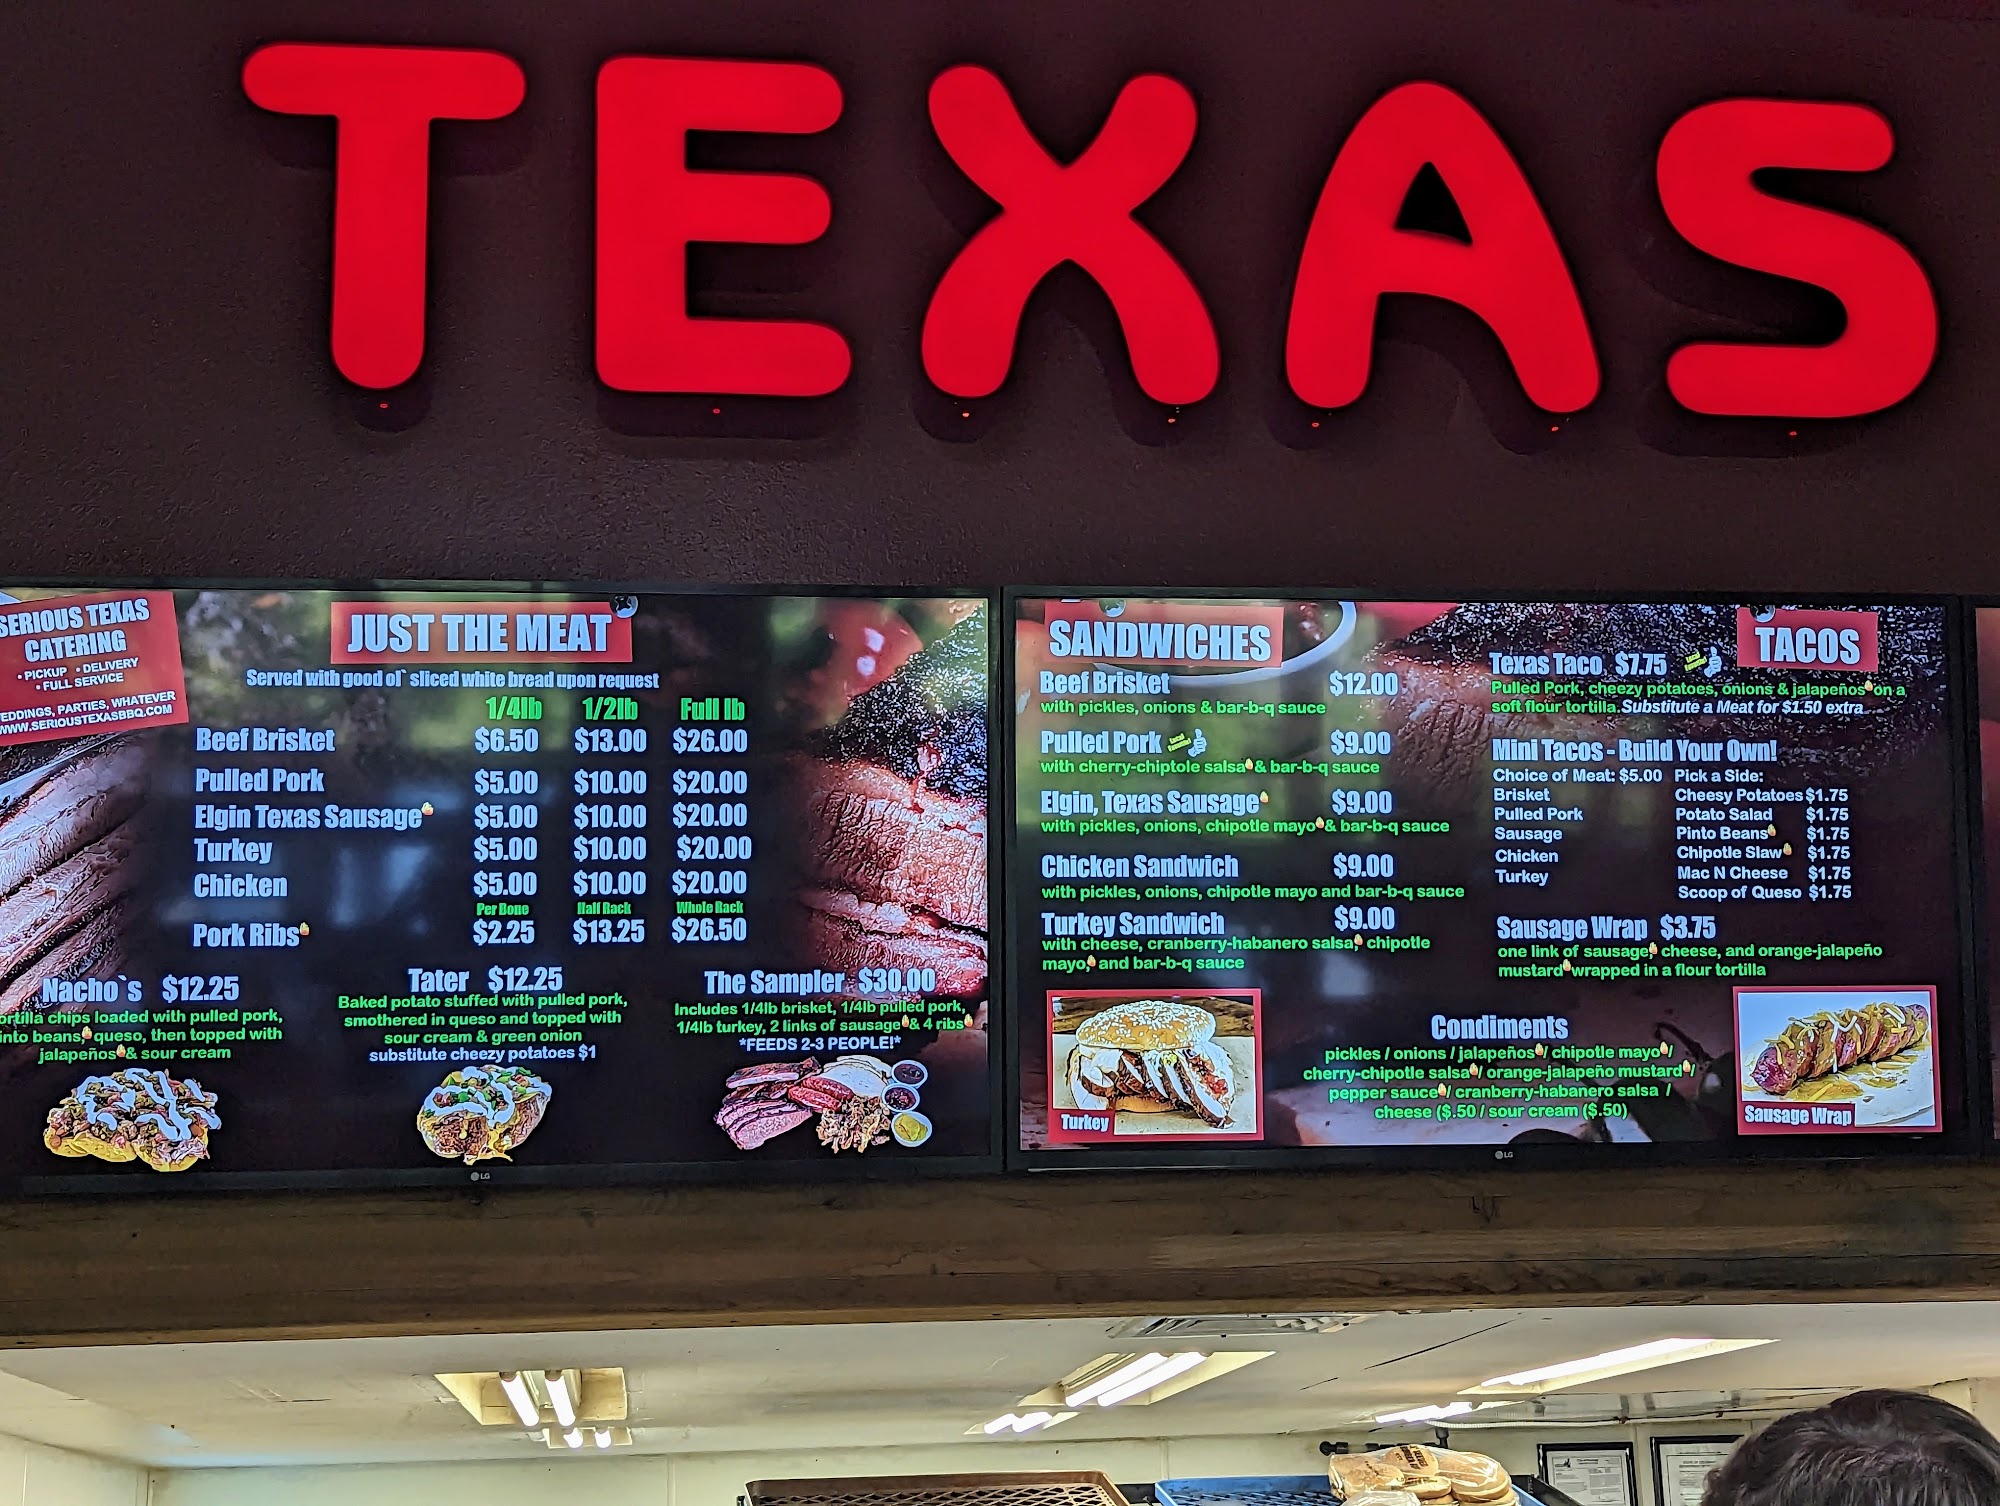 TEXAS
SERIOUS TEXAS
CATERING
• PICKUP • DELIVERY
• FULL SERVICE
EDDINGS, PARTIES, WHATEVER
WWW.SERIOUSTEXASBBQ.COM
JUST THE MEAT
Served with good ol` sliced white bread upon request
1/4lb 1/2lb Full lb
Beef Brisket $6.50 $13.00 $26.00
Pulled Pork $5.00 $10.00 $20.00
Elgin Texas Sausage $5.00 $10.00 $20.00
Turkey $5.00 $10.00 $20.00
Chicken $5.00 $10.00 $20.00
Per Bone Half Rack Whole Rack
Pork Ribs $2.25 $13.25 $26.50
Nacho`s $12.25
ortilla chips loaded with pulled pork,
into beans, queso, then topped with
jalapeños & sour cream
Tater $12.25
Baked potato stuffed with pulled pork,
smothered in queso and topped with
sour cream & green onion
substitute cheezy potatoes $1
The Sampler $30.00
Includes 1/4lb brisket, 1/4lb pulled pork,
1/4lb turkey, 2 links of sausage & 4 ribs
*FEEDS 2-3 PEOPLE!*
LG
SANDWICHES
Beef Brisket $12.00
with pickles, onions & bar-b-q sauce
Pulled Pork Local Favorite! $9.00
with cherry-chiptole salsa & bar-b-q sauce
Elgin, Texas Sausage $9.00
with pickles, onions, chipotle mayo & bar-b-q sauce
Chicken Sandwich $9.00
with pickles, onions, chipotle mayo and bar-b-q sauce
Turkey Sandwich $9.00
with cheese, cranberry-habanero salsa, chipotle
mayo, and bar-b-q sauce
Turkey
TACOS
Texas Taco $7.75 Local Favorite!
Pulled Pork, cheezy potatoes, onions & jalapeños on a
soft flour tortilla. Substitute a Meat for $1.50 extra
Mini Tacos - Build Your Own!
Choice of Meat: $5.00 Pick a Side:
Brisket Cheesy Potatoes $1.75
Pulled Pork Potato Salad $1.75
Sausage Pinto Beans $1.75
Chicken Chipotle Slaw $1.75
Turkey Mac N Cheese $1.75
Scoop of Queso $1.75
Sausage Wrap $3.75
one link of sausage, cheese, and orange-jalapeño
mustard wrapped in a flour tortilla
Condiments
pickles / onions / jalapeños / chipotle mayo /
cherry-chipotle salsa / orange-jalapeño mustard /
pepper sauce / cranberry-habanero salsa /
cheese ($.50 / sour cream ($.50)
Sausage Wrap
LG